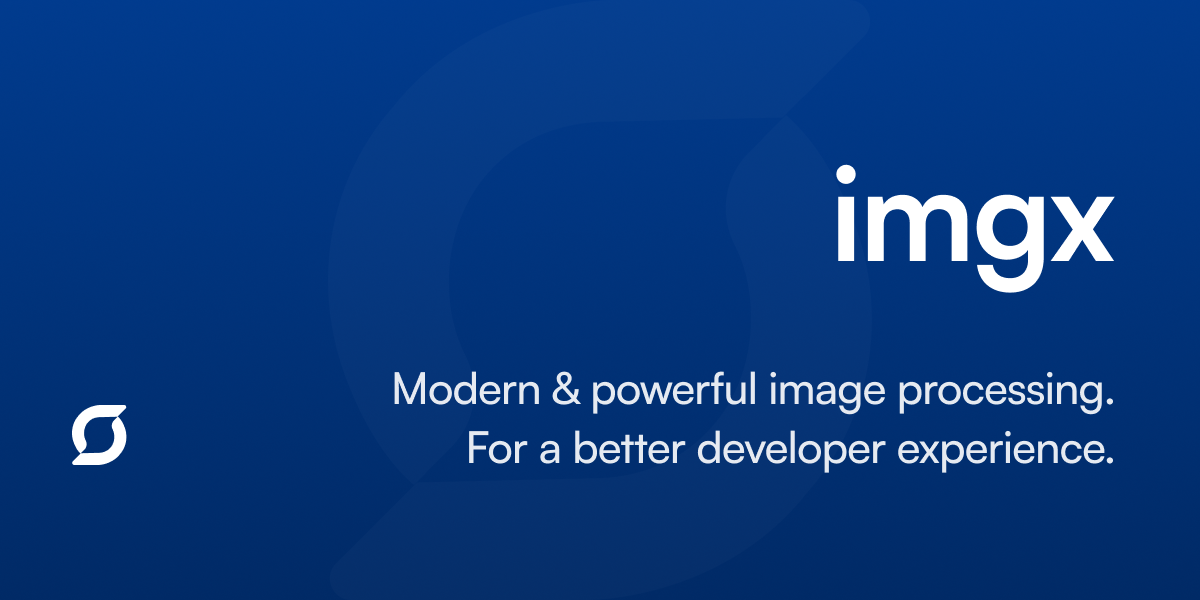 imgx
Modern & powerful image processing.
For a better developer experience.